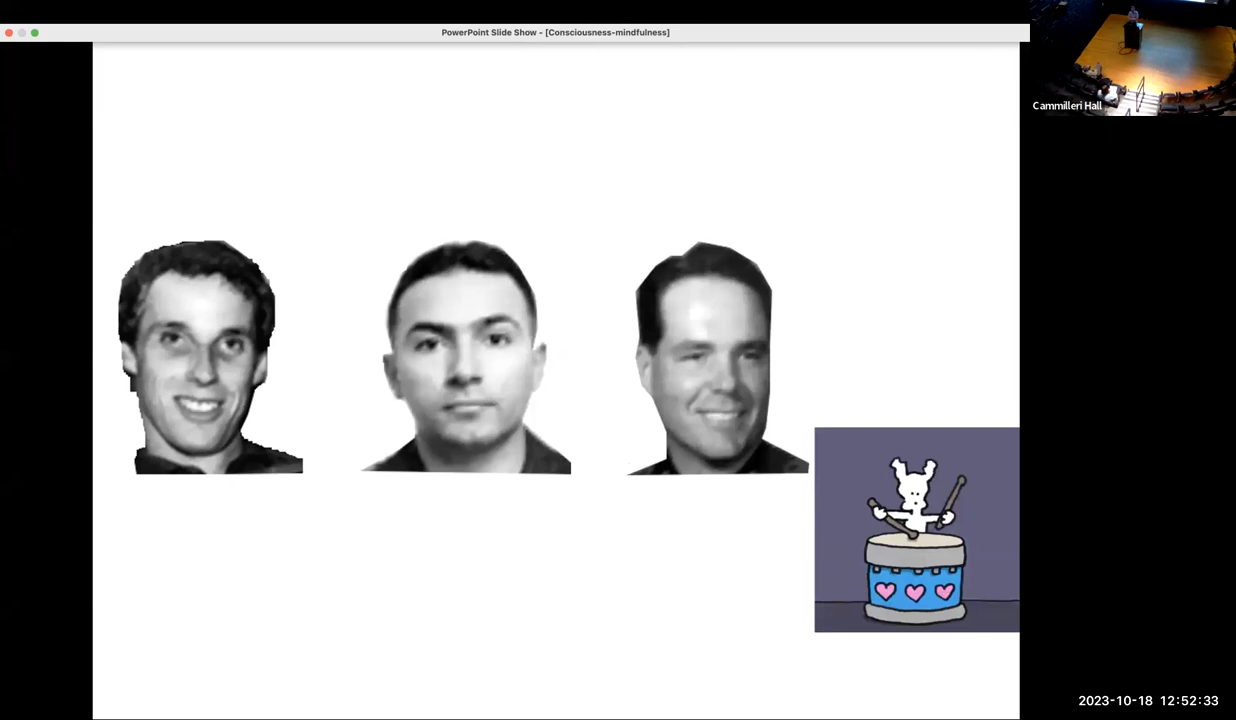 PowerPoint Slide Show - [Consciousness-mindfulness]
Cammilleri Hall
2023-10-18 12:52:33